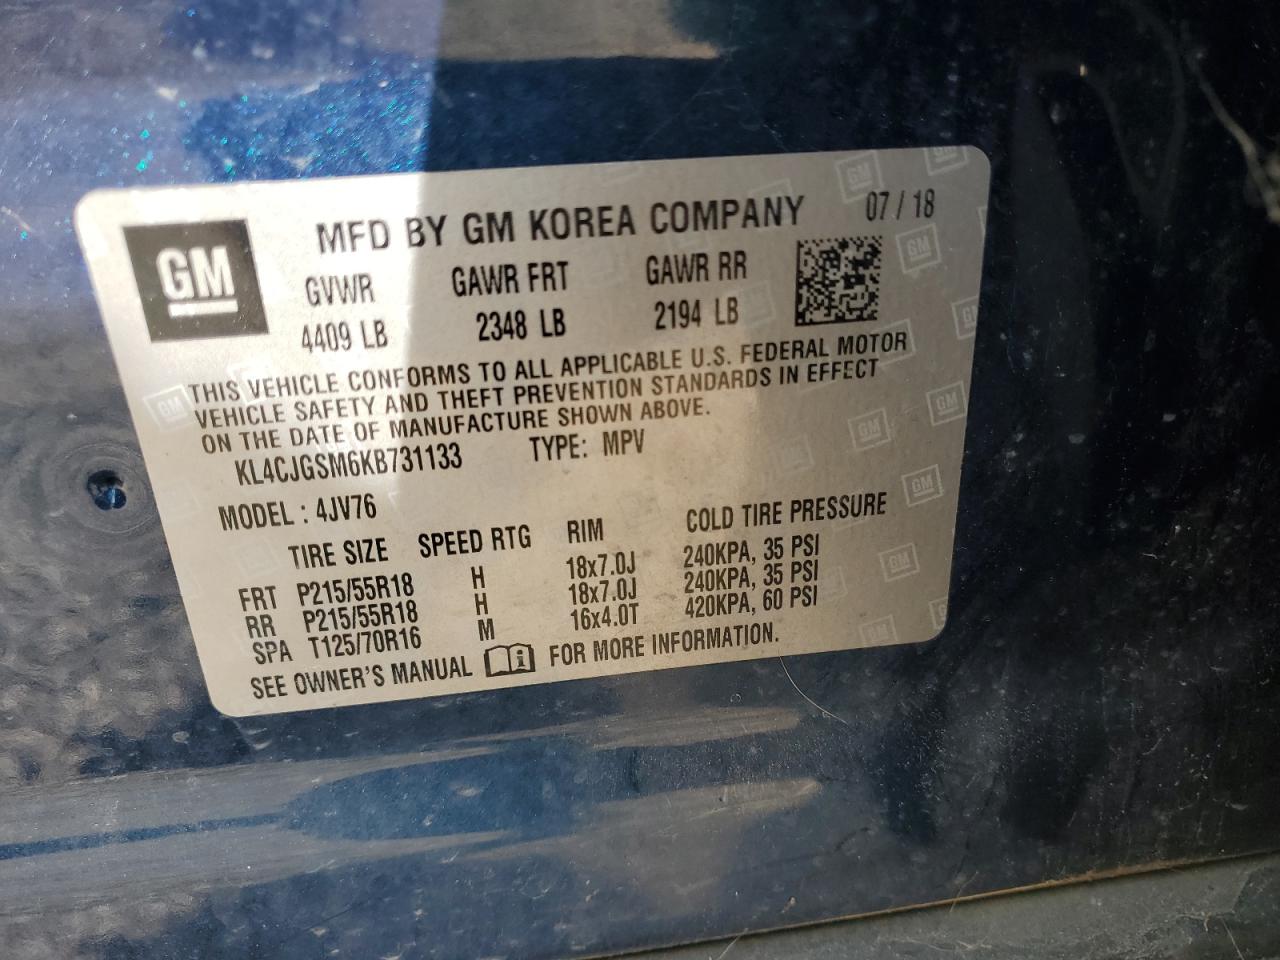 GM
MFD BY GM KOREA COMPANY 07 / 18
GVWR GAWR FRT GAWR RR
4409 LB 2348 LB 2194 LB
THIS VEHICLE CONFORMS TO ALL APPLICABLE U.S. FEDERAL MOTOR
VEHICLE SAFETY AND THEFT PREVENTION STANDARDS IN EFFECT
ON THE DATE OF MANUFACTURE SHOWN ABOVE.
KL4CJGSM6KB731133 TYPE: MPV
MODEL : 4JV76
TIRE SIZE SPEED RTG RIM COLD TIRE PRESSURE
FRT P215/55R18 H 18x7.0J 240KPA, 35 PSI
RR P215/55R18 H 18x7.0J 240KPA, 35 PSI
SPA T125/70R16 M 16x4.0T 420KPA, 60 PSI
SEE OWNER'S MANUAL FOR MORE INFORMATION.